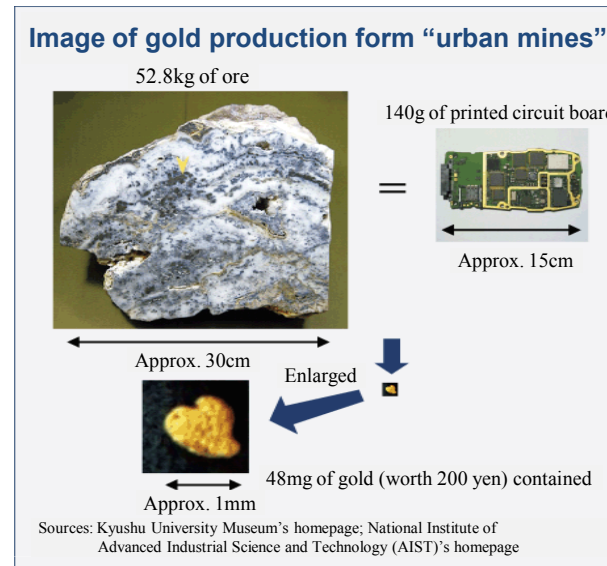 Image of gold production form “urban mines”
52.8kg of ore
140g of printed circuit board
=
Approx. 15cm
Approx. 30cm
Enlarged
48mg of gold (worth 200 yen) contained
Approx. 1mm
Sources: Kyushu University Museum’s homepage; National Institute of
Advanced Industrial Science and Technology (AIST)’s homepage